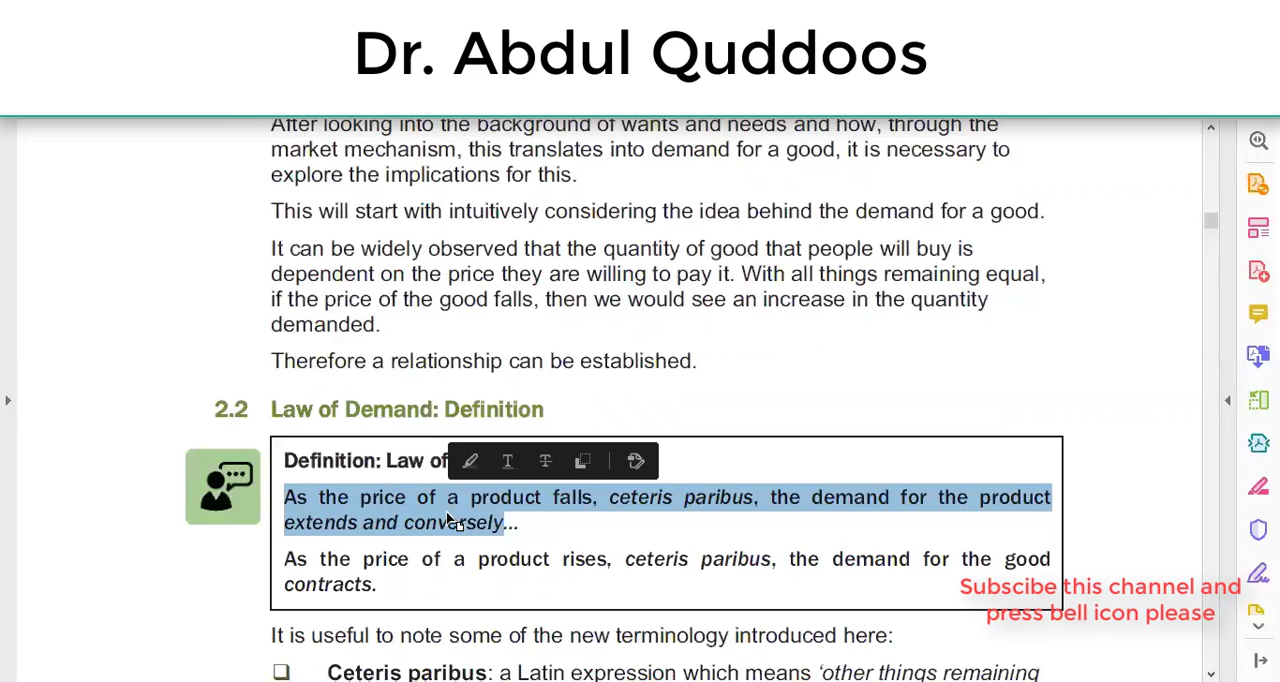 Dr. Abdul Quddoos
After looking into the background of wants and needs and how, through the
market mechanism, this translates into demand for a good, it is necessary to
explore the implications for this.
This will start with intuitively considering the idea behind the demand for a good.
It can be widely observed that the quantity of good that people will buy is
dependent on the price they are willing to pay it. With all things remaining equal,
if the price of the good falls, then we would see an increase in the quantity
demanded.
Therefore a relationship can be established.
2.2 Law of Demand: Definition
Definition: Law of
As the price of a product falls, ceteris paribus, the demand for the product
extends and conversely...
As the price of a product rises, ceteris paribus, the demand for the good
contracts.
Subscibe this channel and
press bell icon please
It is useful to note some of the new terminology introduced here:
❑ Ceteris paribus: a Latin expression which means ‘other things remaining